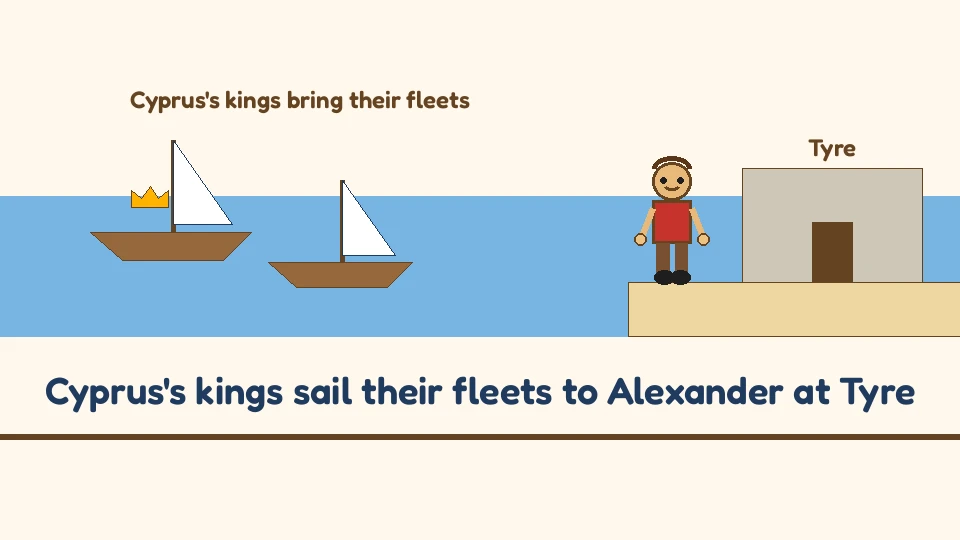 Cyprus's kings bring their fleets
Tyre
Cyprus's kings sail their fleets to Alexander at Tyre